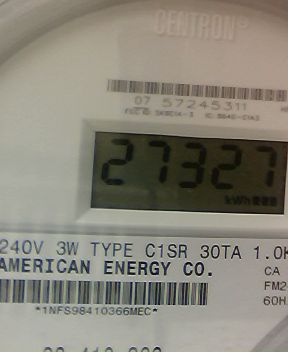 CENTRON®
07 57245311
27327
kWh
240V 3W TYPE C1SR 30TA 1.0K
AMERICAN ENERGY CO.
CA
FM2
60H
*1NFS98410366MEC*